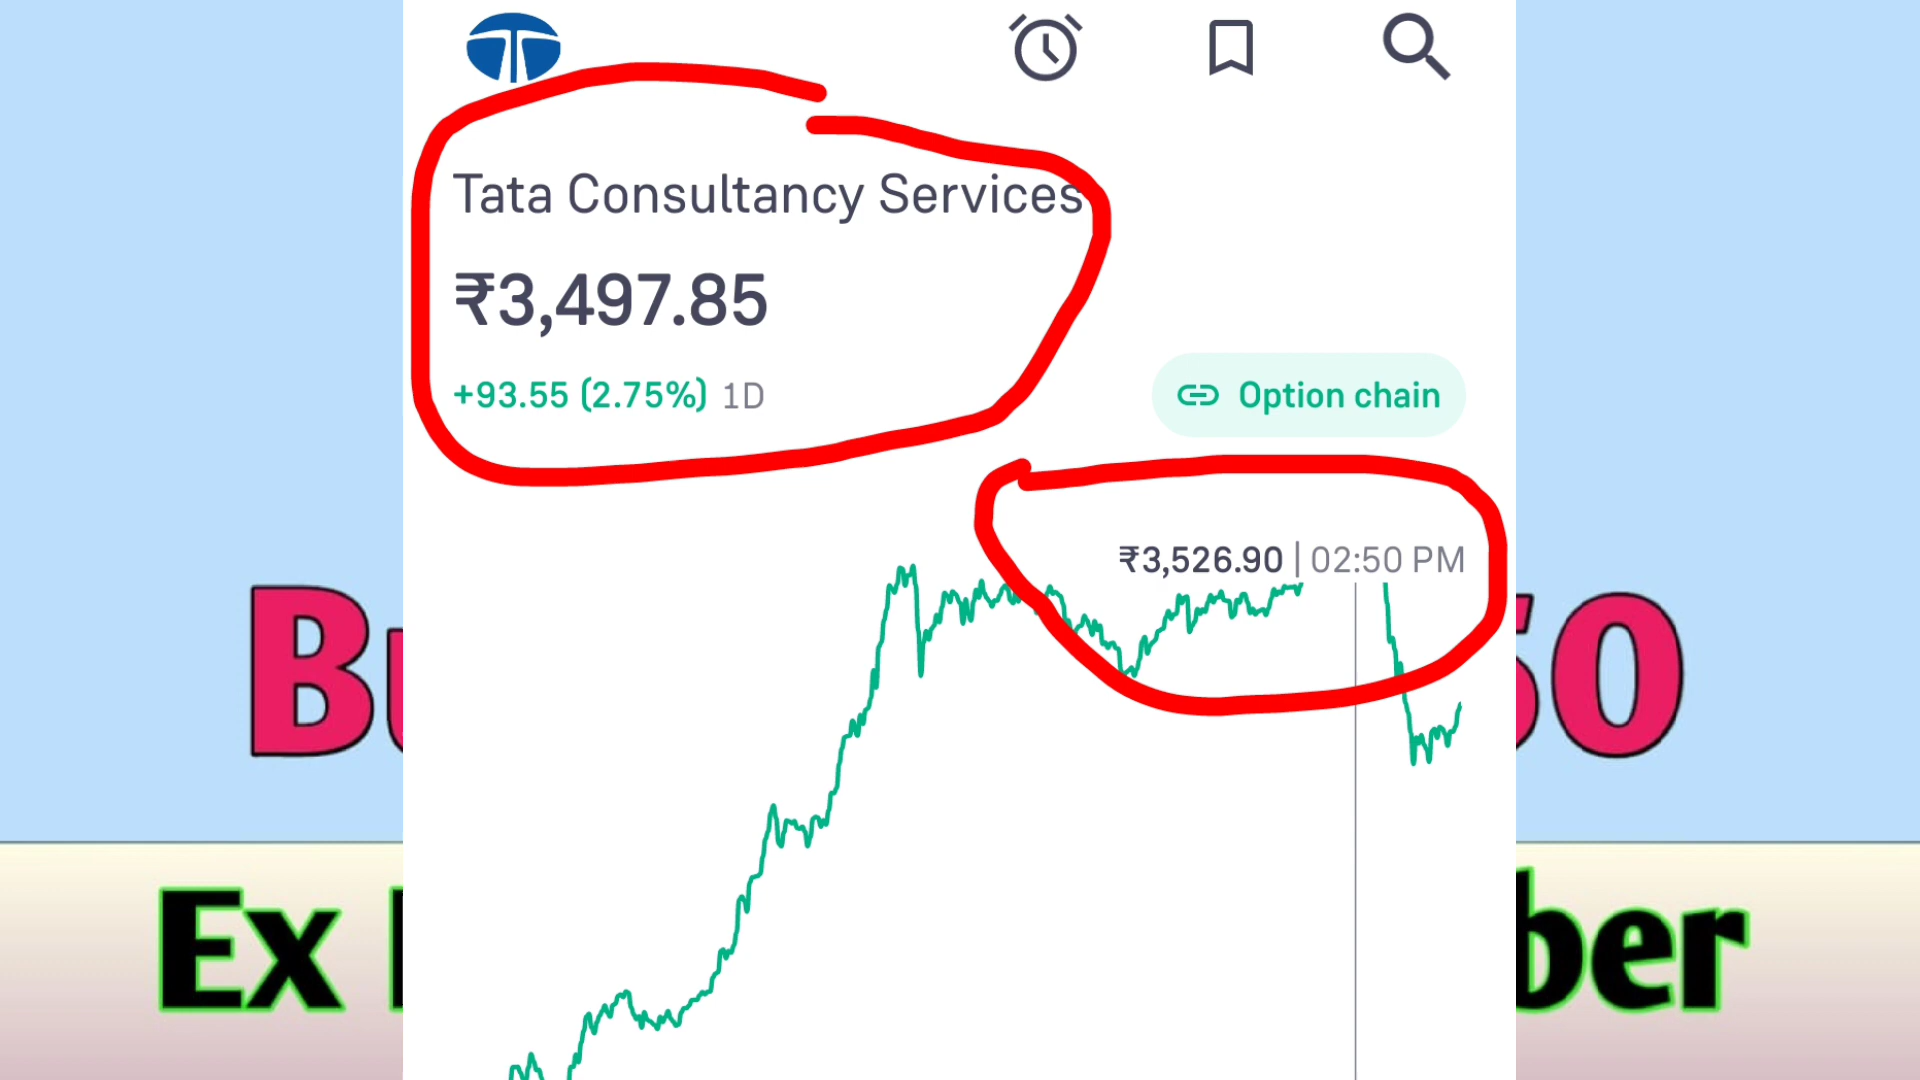 Tata Consultancy Services
₹3,497.85
+93.55 (2.75%) 1D
Option chain
₹3,526.90 | 02:50 PM
Ex